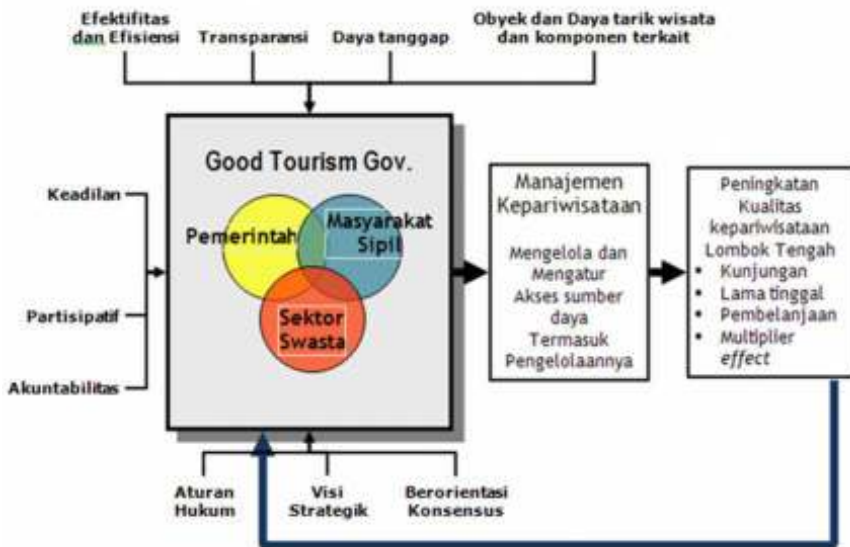 Efektifitas
dan Efisiensi
Transparansi
Daya tanggap
Obyek dan Daya tarik wisata
dan komponen terkait
Keadilan
Partisipatif
Akuntabilitas
Good Tourism Gov.
Pemerintah
Masyarakat
Sipil
Sektor
Swasta
Manajemen
Kepariwisataan
Mengelola dan
Mengatur
Akses sumber
daya
Termasuk
Pengelolaannya
Peningkatan
Kualitas
kepariwisataan
Lombok Tengah
• Kunjungan
• Lama tinggal
• Pembelanjaan
• Multiplier
effect
Aturan
Hukum
Visi
Strategik
Berorientasi
Konsensus